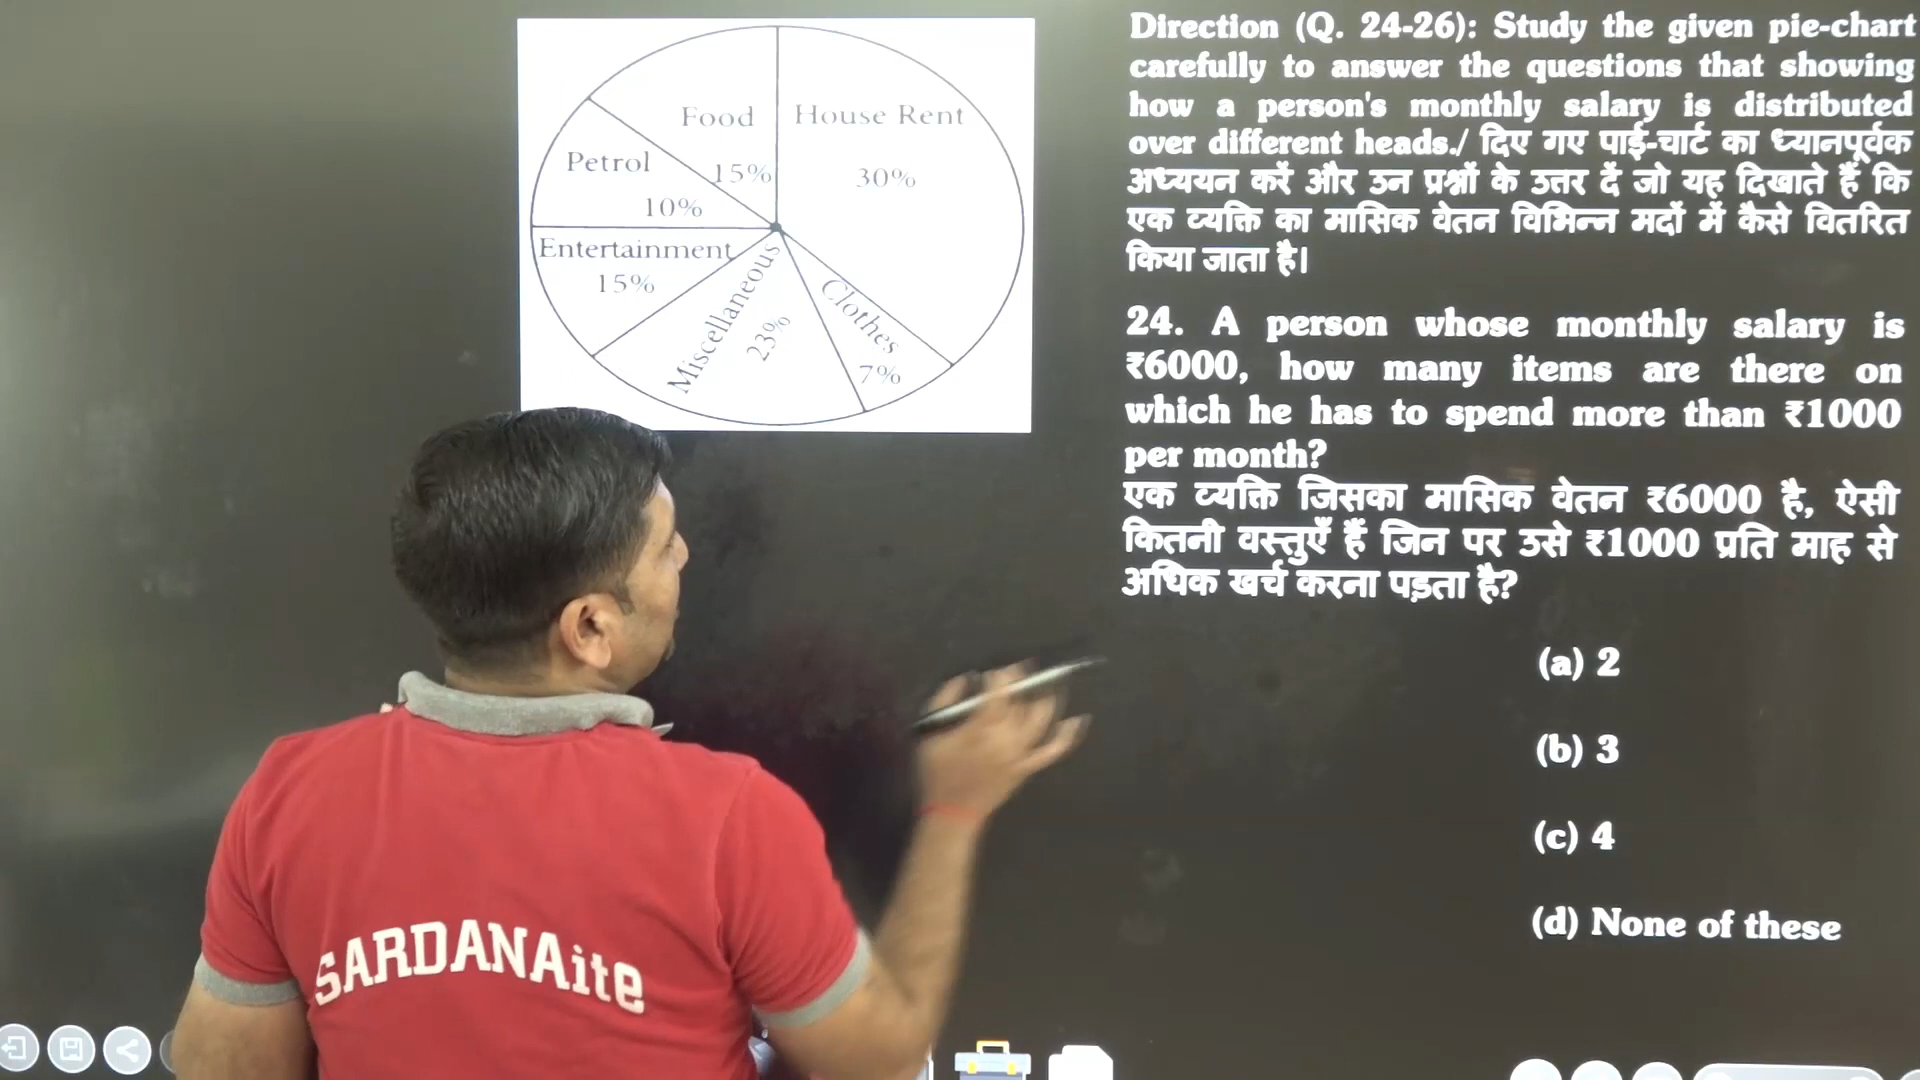 Food
15%
House Rent
30%
Petrol
10%
Entertainment
15%
Miscellaneous
23%
Clothes
7%
Direction (Q. 24-26): Study the given pie-chart
carefully to answer the questions that showing
how a person's monthly salary is distributed
over different heads./ दिए गए पाई-चार्ट का ध्यानपूर्वक
अध्ययन करें और उन प्रश्नों के उत्तर दें जो यह दिखाते हैं कि
एक व्यक्ति का मासिक वेतन विभिन्न मदों में कैसे वितरित
किया जाता है।
24. A person whose monthly salary is
₹6000, how many items are there on
which he has to spend more than ₹1000
per month?
एक व्यक्ति जिसका मासिक वेतन ₹6000 है, ऐसी
कितनी वस्तुएँ हैं जिन पर उसे ₹1000 प्रति माह से
अधिक खर्च करना पड़ता है?
(a) 2
(b) 3
(c) 4
(d) None of these
SARDANAite